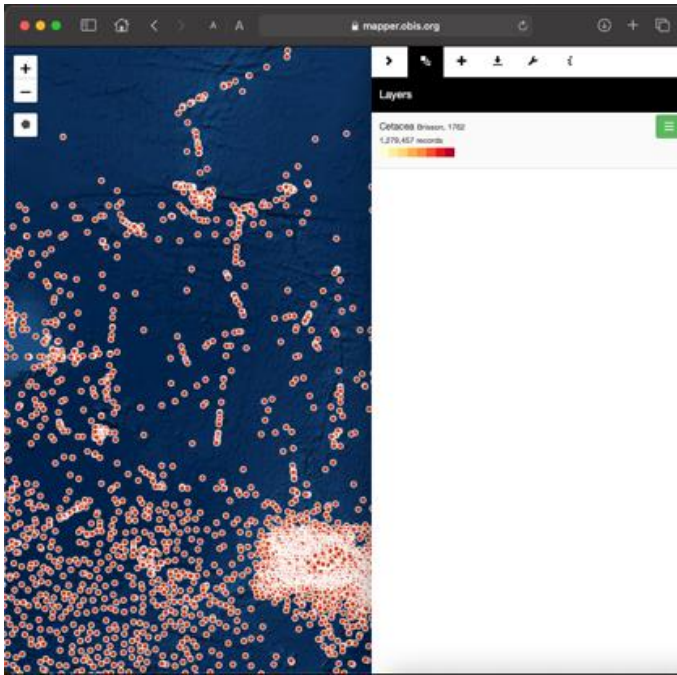 A A
mapper.obis.org
Layers
Cetacea Brisson, 1762
1,279,457 records